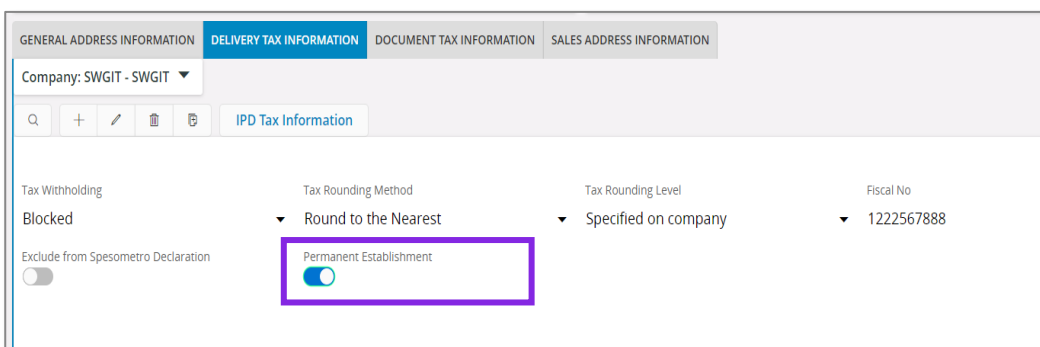 GENERAL ADDRESS INFORMATION DELIVERY TAX INFORMATION DOCUMENT TAX INFORMATION SALES ADDRESS INFORMATION
Company: SWGIT - SWGIT
IPD Tax Information
Tax Withholding Tax Rounding Method Tax Rounding Level Fiscal No
Blocked Round to the Nearest Specified on company 1222567888
Exclude from Spesometro Declaration Permanent Establishment